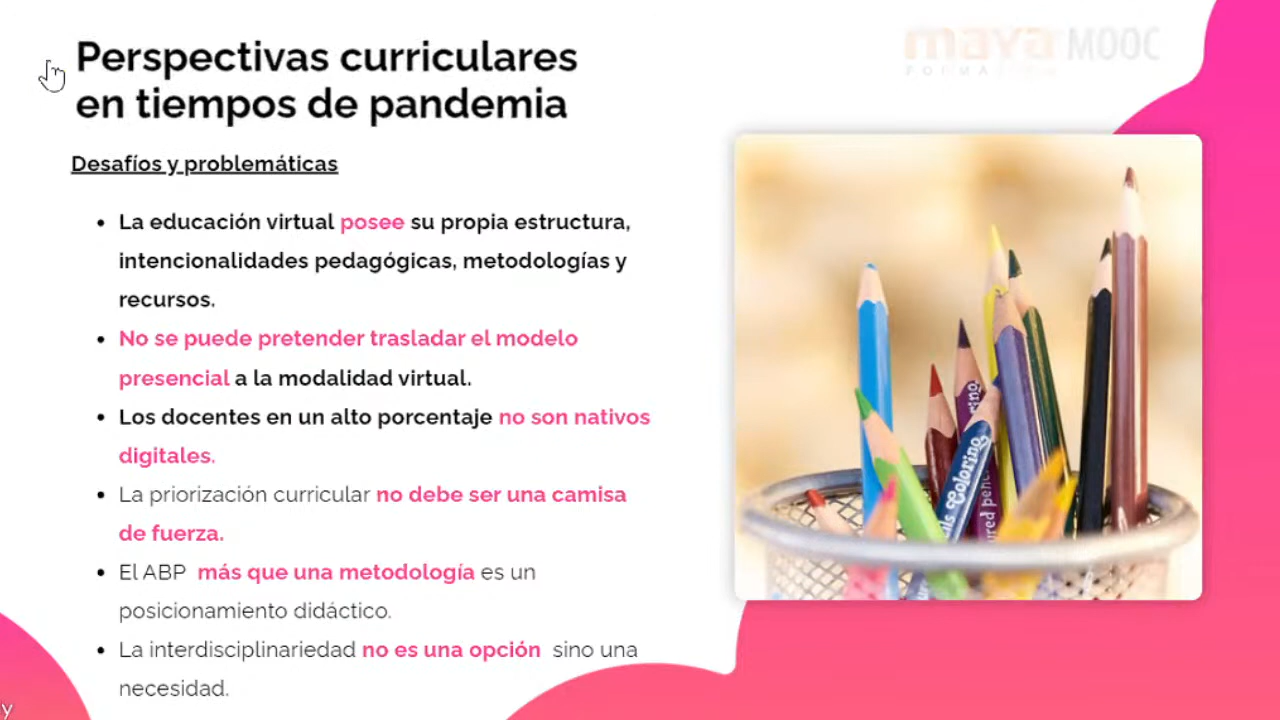 maya MOOC
FORMACIÓN
Perspectivas curriculares
en tiempos de pandemia
Desafíos y problemáticas
• La educación virtual posee su propia estructura,
intencionalidades pedagógicas, metodologías y
recursos.
• No se puede pretender trasladar el modelo
presencial a la modalidad virtual.
• Los docentes en un alto porcentaje no son nativos
digitales.
• La priorización curricular no debe ser una camisa
de fuerza.
• El ABP más que una metodología es un
posicionamiento didáctico.
• La interdisciplinariedad no es una opción sino una
necesidad.
Coloring
y